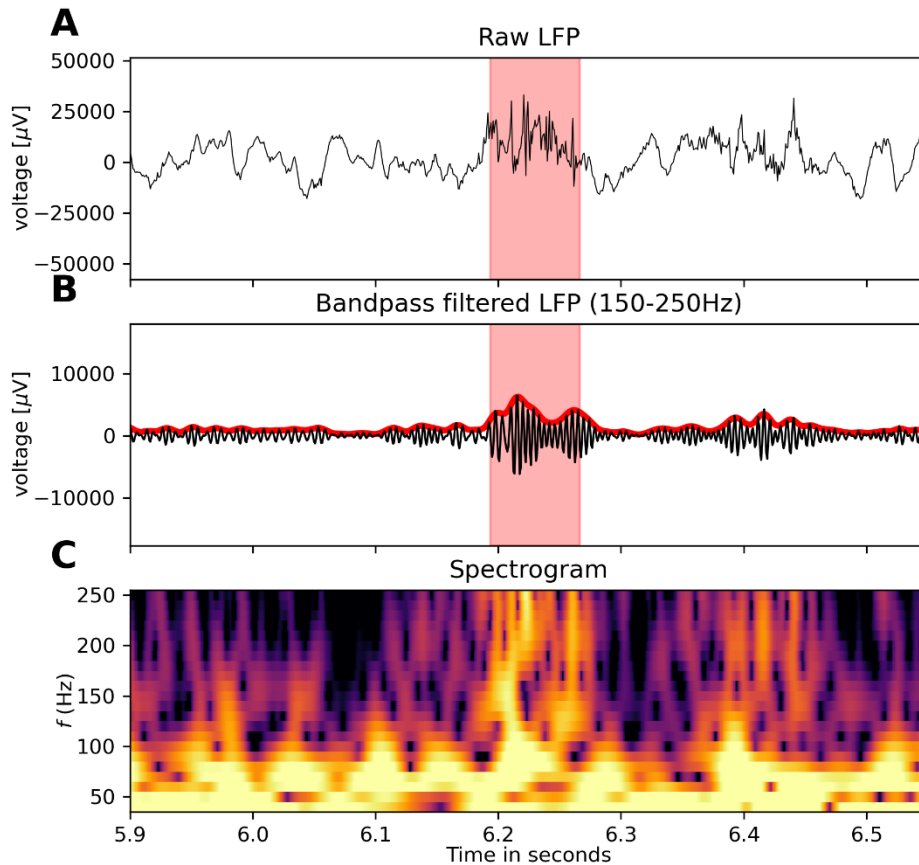 A
Raw LFP
50000
25000
0
−25000
−50000
voltage [μV]
B
Bandpass filtered LFP (150-250Hz)
10000
0
−10000
voltage [μV]
C
Spectrogram
250
200
150
100
50
f (Hz)
5.9 6.0 6.1 6.2 6.3 6.4 6.5
Time in seconds